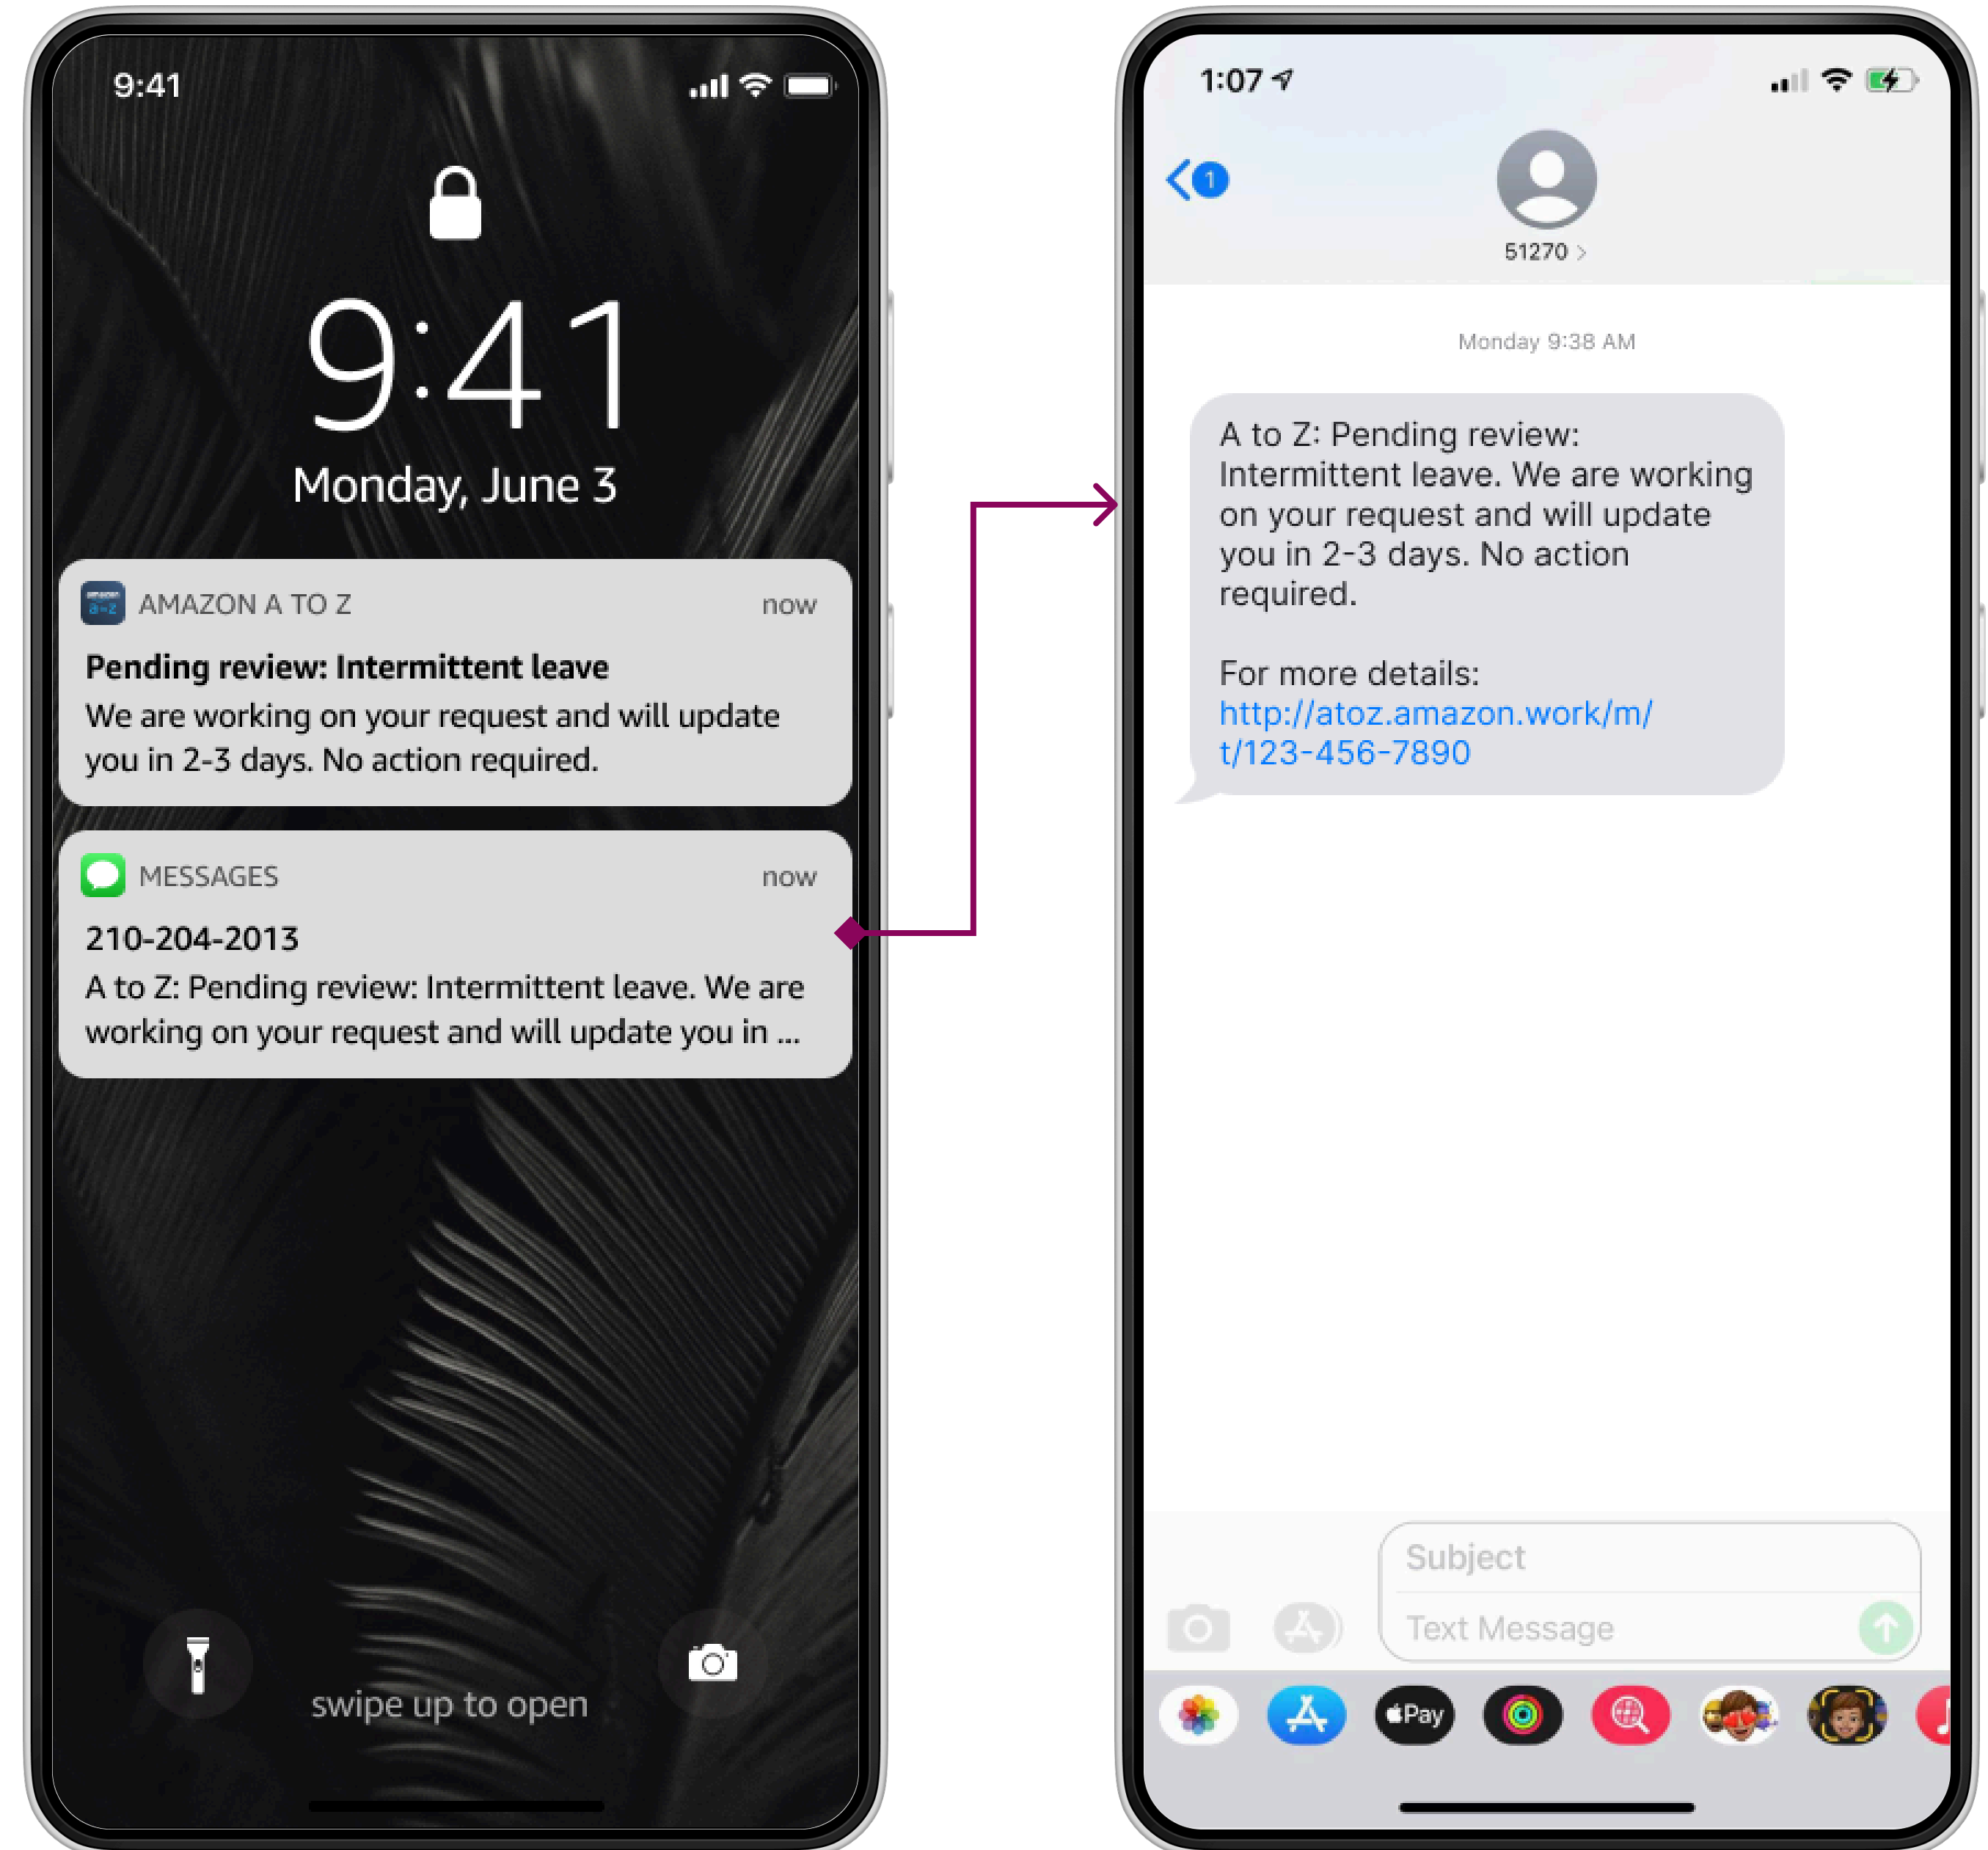 9:41
9:41
Monday, June 3
amazon
a to z
AMAZON A TO Z
now
Pending review: Intermittent leave
We are working on your request and will update
you in 2-3 days. No action required.
MESSAGES
now
210-204-2013
A to Z: Pending review: Intermittent leave. We are
working on your request and will update you in ...
swipe up to open
1:07
1
51270
Monday 9:38 AM
A to Z: Pending review:
Intermittent leave. We are working
on your request and will update
you in 2-3 days. No action
required.
For more details:
http://atoz.amazon.work/m/
t/123-456-7890
Subject
Text Message
Pay